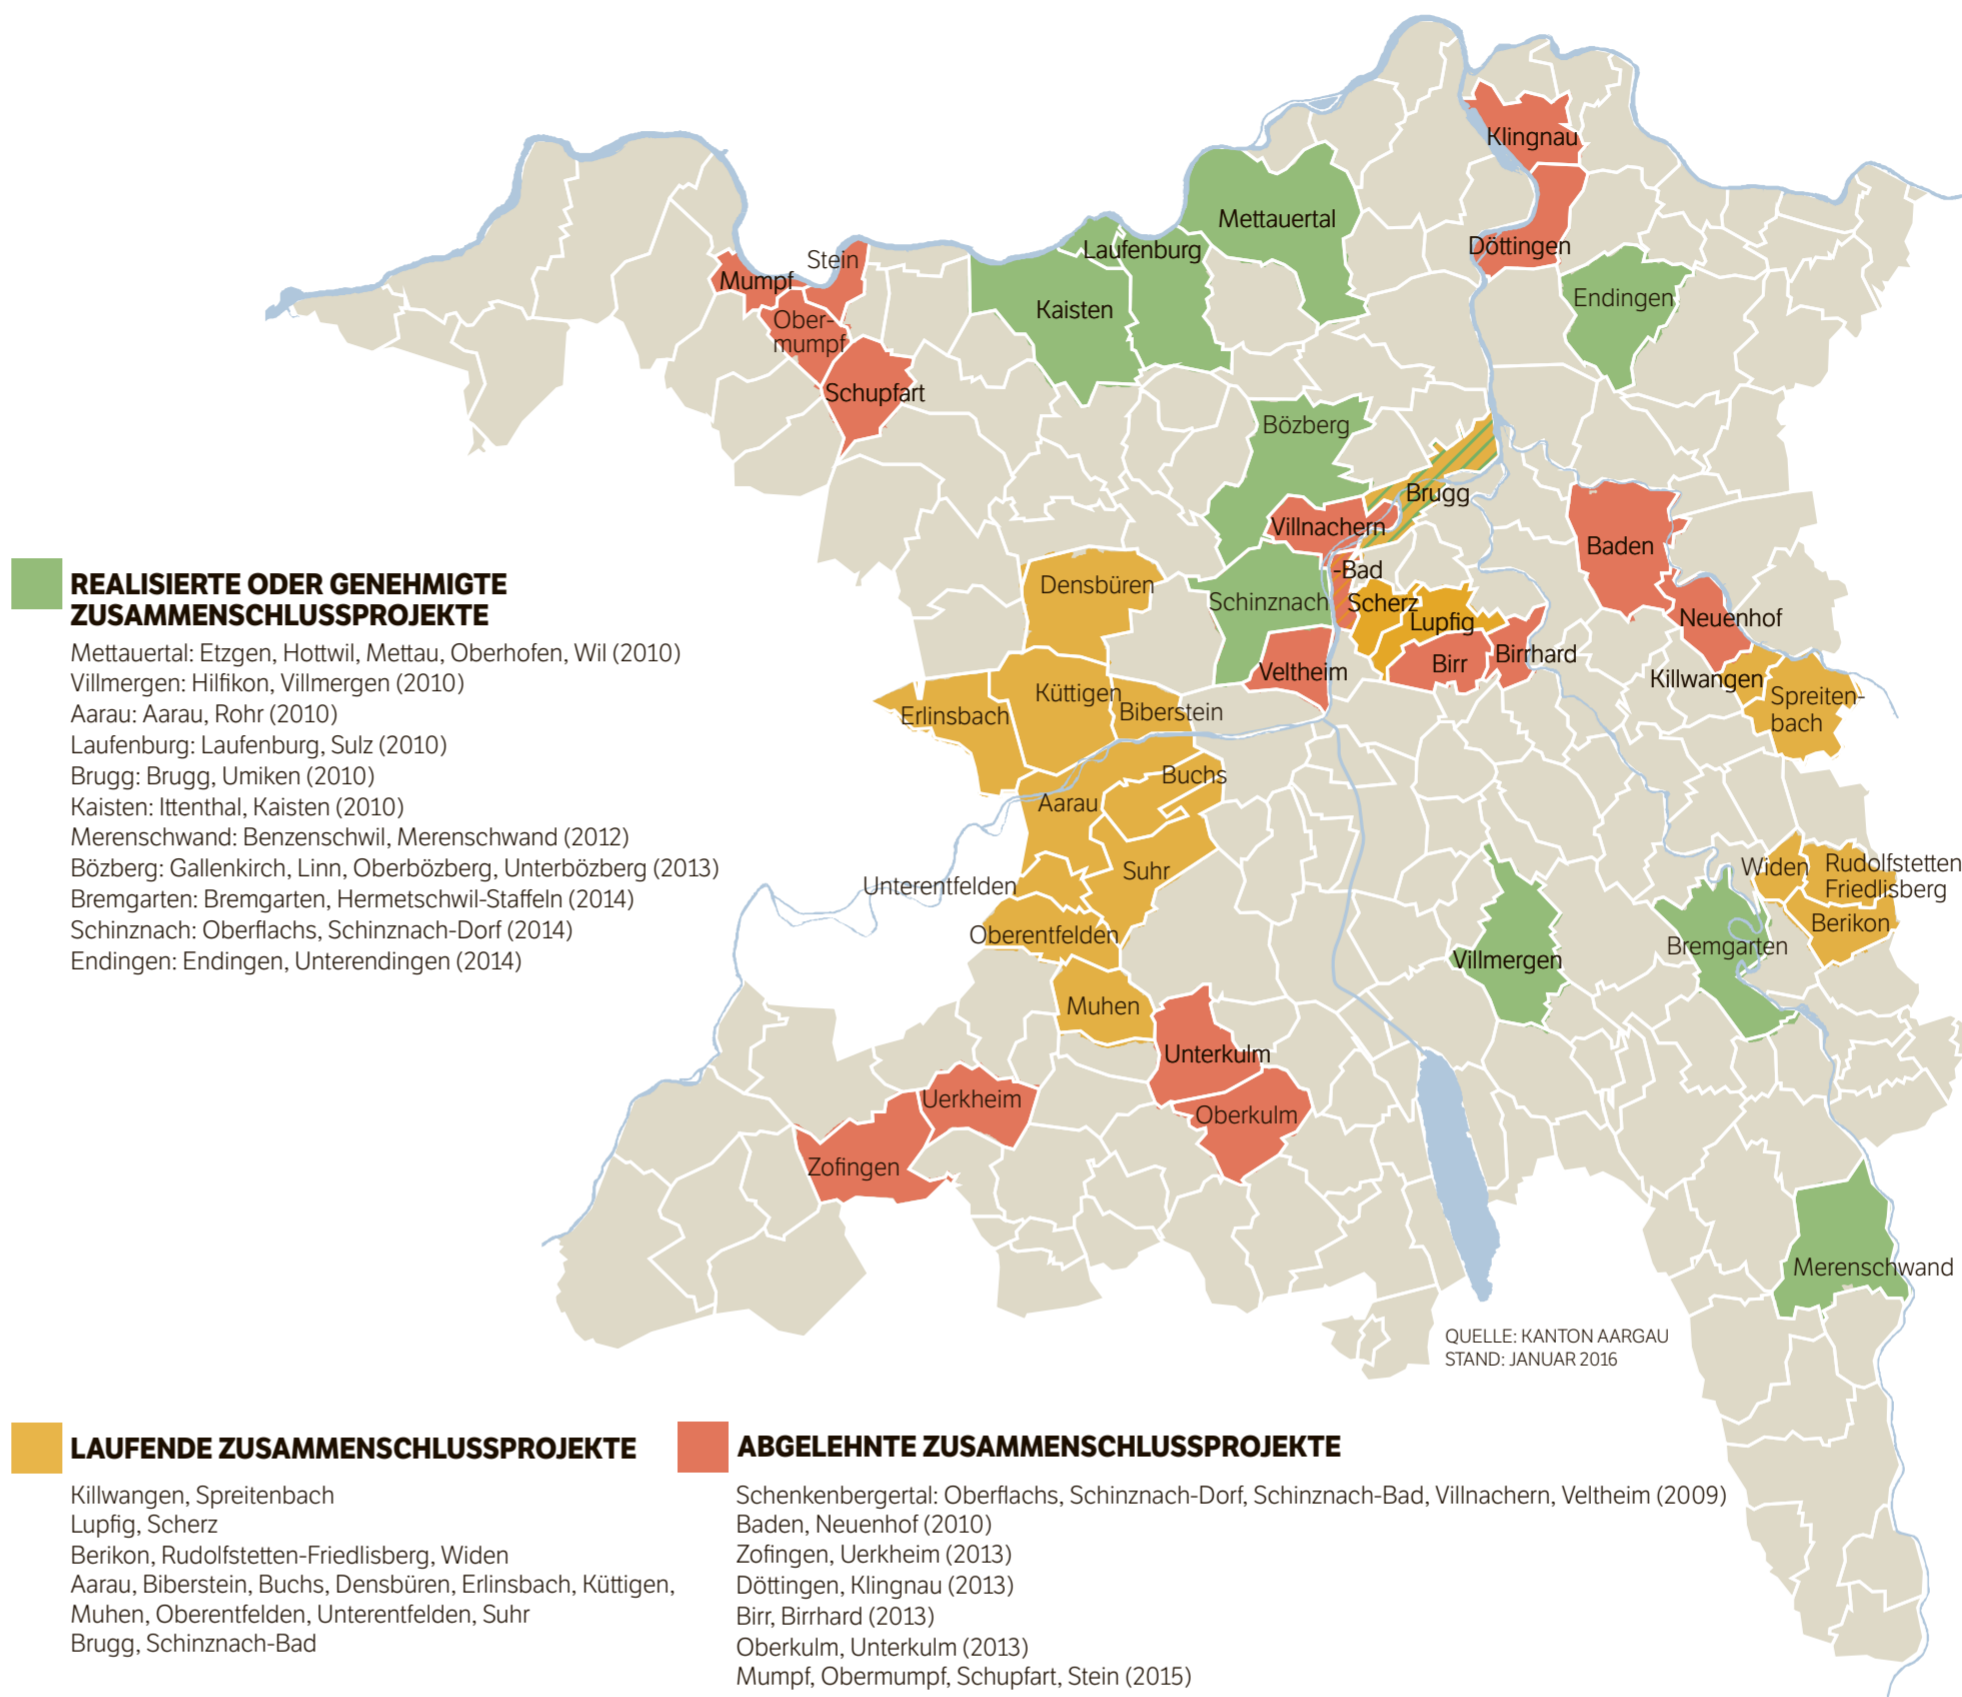 Klingnau
Mettauertal
Döttingen
Laufenburg
Stein
Mumpf
Endingen
Kaisten
Ober-
mumpf
Schupfart
Bözberg
Brugg
Villnachern
Baden
-Bad
Densbüren
Schinznach
Scherz
Lupfig
Neuenhof
Birrhard
Birr
Veltheim
Killwangen
Küttigen
Spreiten-
bach
Biberstein
Erlinsbach
Buchs
Aarau
Widen
Rudolfstetten
Friedlisberg
Suhr
Unterentfelden
Berikon
Oberentfelden
Bremgarten
Villmergen
Muhen
Unterkulm
Uerkheim
Oberkulm
Zofingen
Merenschwand
REALISIERTE ODER GENEHMIGTE
ZUSAMMENSCHLUSSPROJEKTE
Mettauertal: Etzgen, Hottwil, Mettau, Oberhofen, Wil (2010)
Villmergen: Hilfikon, Villmergen (2010)
Aarau: Aarau, Rohr (2010)
Laufenburg: Laufenburg, Sulz (2010)
Brugg: Brugg, Umiken (2010)
Kaisten: Ittenthal, Kaisten (2010)
Merenschwand: Benzenschwil, Merenschwand (2012)
Bözberg: Gallenkirch, Linn, Oberbözberg, Unterbözberg (2013)
Bremgarten: Bremgarten, Hermetschwil-Staffeln (2014)
Schinznach: Oberflachs, Schinznach-Dorf (2014)
Endingen: Endingen, Unterendingen (2014)
QUELLE: KANTON AARGAU
STAND: JANUAR 2016
LAUFENDE ZUSAMMENSCHLUSSPROJEKTE
Killwangen, Spreitenbach
Lupfig, Scherz
Berikon, Rudolfstetten-Friedlisberg, Widen
Aarau, Biberstein, Buchs, Densbüren, Erlinsbach, Küttigen,
Muhen, Oberentfelden, Unterentfelden, Suhr
Brugg, Schinznach-Bad
ABGELEHNTE ZUSAMMENSCHLUSSPROJEKTE
Schenkenbergertal: Oberflachs, Schinznach-Dorf, Schinznach-Bad, Villnachern, Veltheim (2009)
Baden, Neuenhof (2010)
Zofingen, Uerkheim (2013)
Döttingen, Klingnau (2013)
Birr, Birrhard (2013)
Oberkulm, Unterkulm (2013)
Mumpf, Obermumpf, Schupfart, Stein (2015)